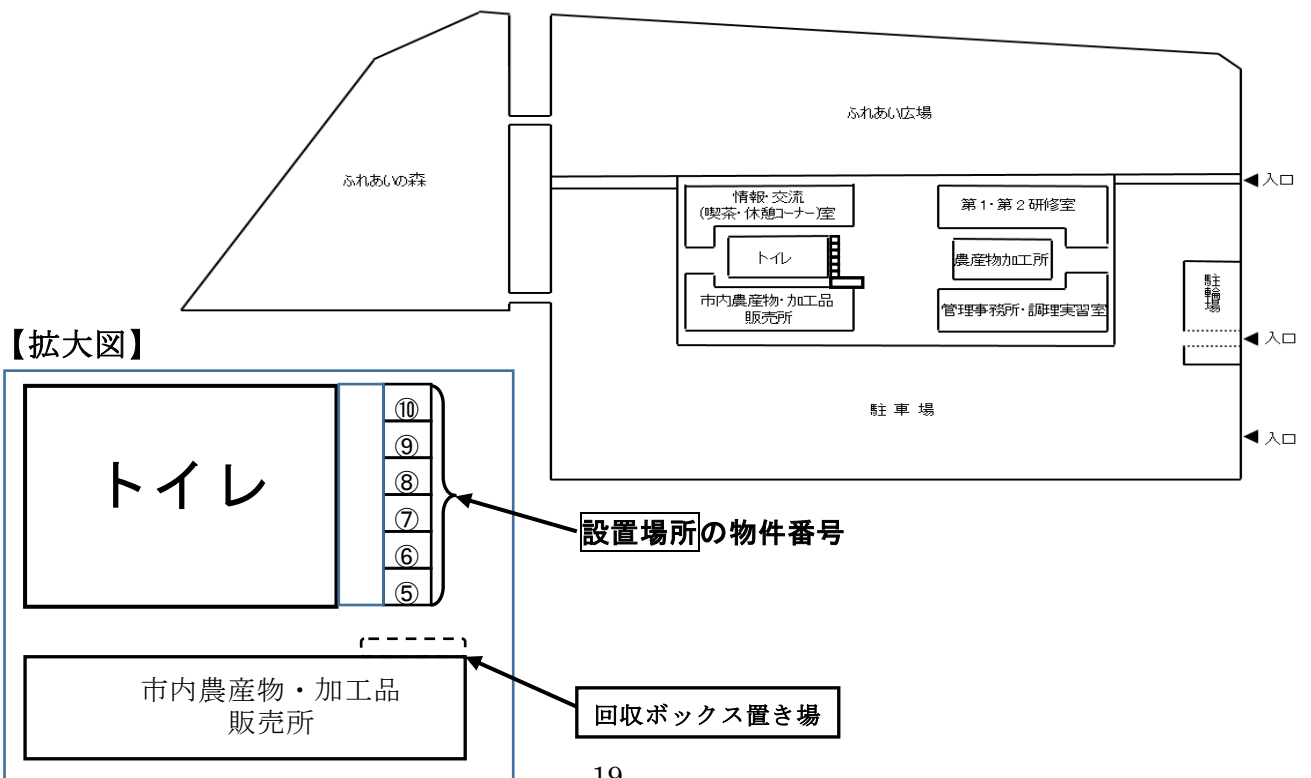 ふれあい広場
ふれあいの森
入口
情報・交流
(喫茶・休憩コーナー)室
第1・第2研修室
トイレ
農産物加工所
駐輪場
市内農産物・加工品
販売所
管理事務所・調理実習室
入口
【拡大図】
駐車場
入口
トイレ
⑩
⑨
⑧
⑦
⑥
⑤
設置場所の物件番号
市内農産物・加工品
販売所
回収ボックス置き場
19